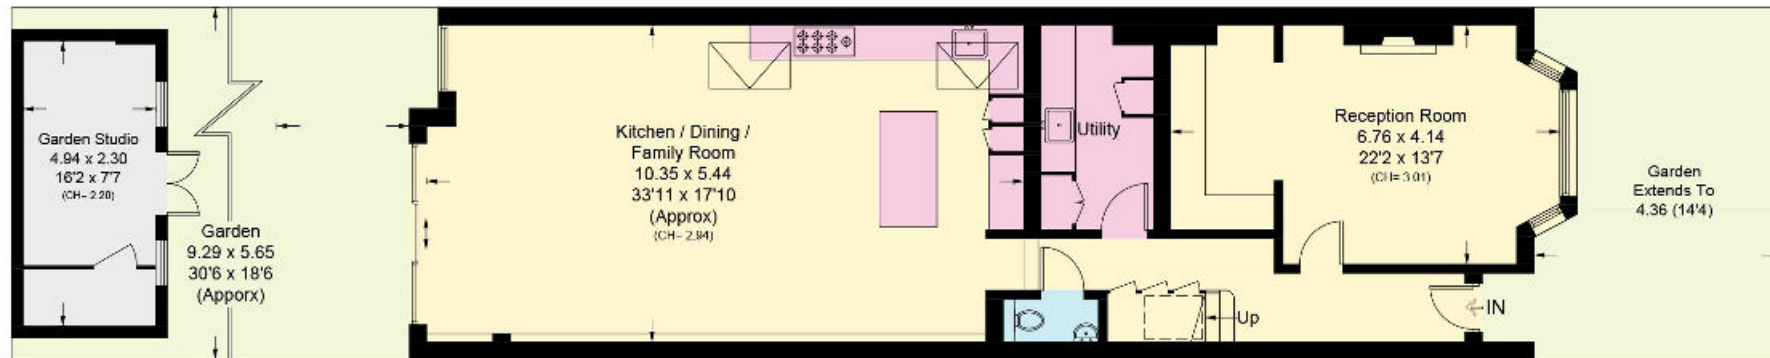 Garden Studio
4.94 x 2.30
16'2 x 7'7
(CH= 2.20)
Garden
9.29 x 5.65
30'6 x 18'6
(Apporx)
Kitchen / Dining /
Family Room
10.35 x 5.44
33'11 x 17'10
(Approx)
(CH= 2.94)
Utility
Up
Reception Room
6.76 x 4.14
22'2 x 13'7
(CH= 3.01)
IN
Garden
Extends To
4.36 (14'4)